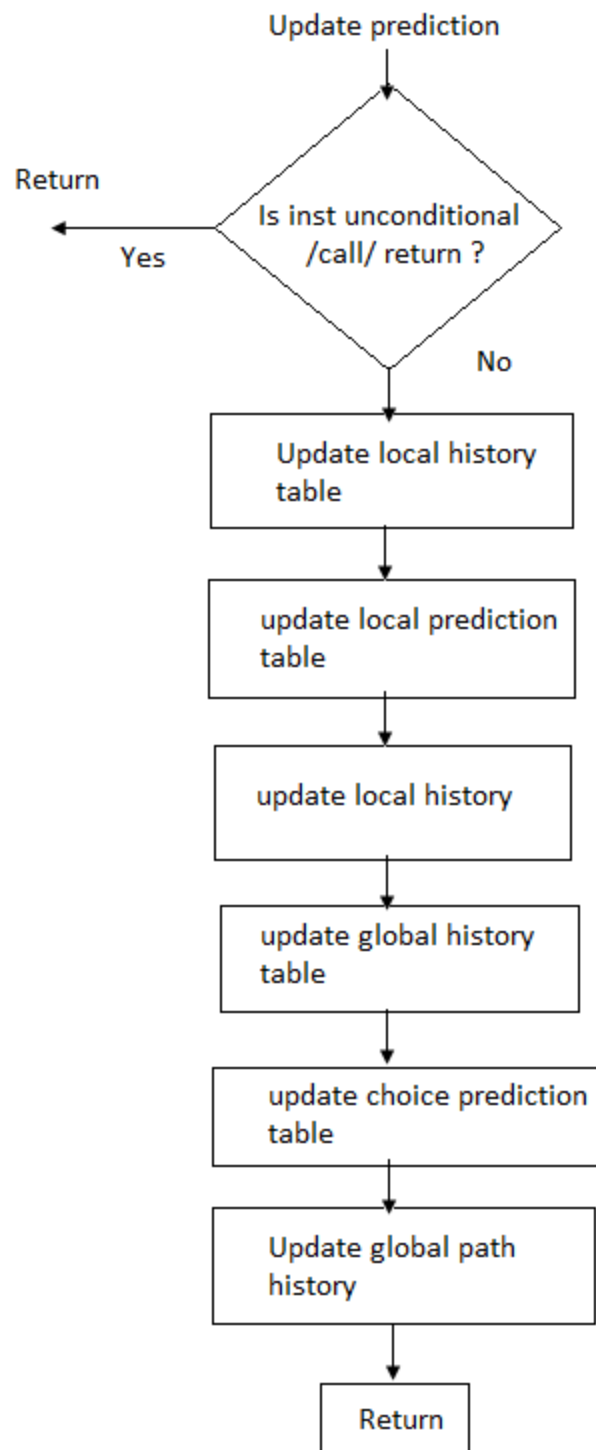 Update prediction
Return
Is inst unconditional
/call/ return ?
Yes
No
Update local history
table
update local prediction
table
update local history
update global history
table
update choice prediction
table
Update global path
history
Return